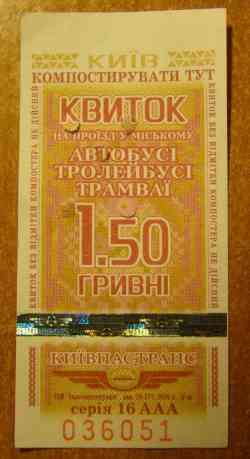 КИЇВ
КОМПОСТИРУВАТИ ТУТ
КВИТОК
НА ПРОЇЗД У МІСЬКОМУ
АВТОБУСІ
ТРОЛЕЙБУСІ
ТРАМВАЇ
1.50
ГРИВНІ
КВИТОК БЕЗ ВІДМІТКИ КОМПОСТЕРА НЕ ДІЙСНИЙ
КВИТОК БЕЗ ВІДМІТКИ КОМПОСТЕРА НЕ ДІЙСНИЙ
КИЇВПАСТРАНС
серія 16 ААА
036051